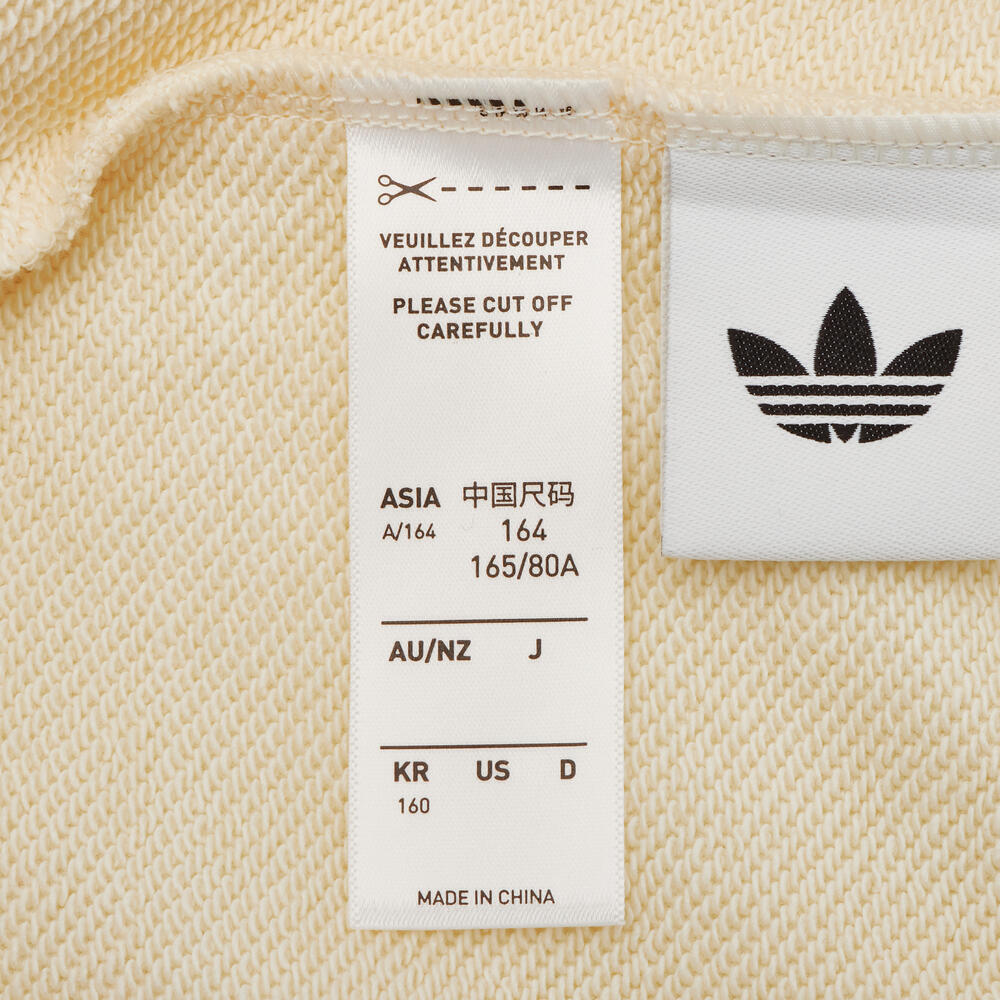 VEUILLEZ DÉCOUPER
ATTENTIVEMENT
PLEASE CUT OFF
CAREFULLY
ASIA 中国尺码
A/164 164
165/80A
AU/NZ J
KR US D
160
MADE IN CHINA